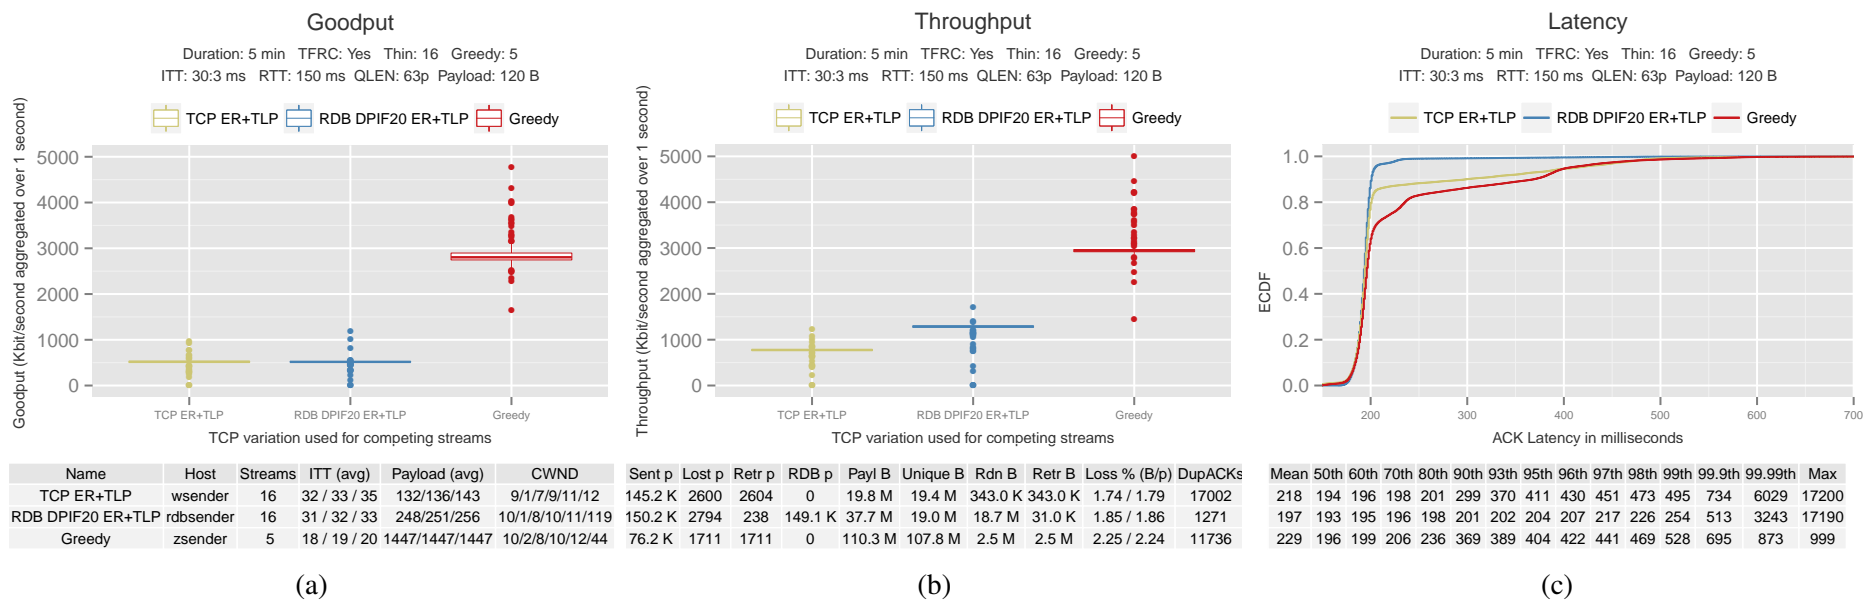 Goodput
Duration: 5 min TFRC: Yes Thin: 16 Greedy: 5
ITT: 30:3 ms RTT: 150 ms QLEN: 63p Payload: 120 B
TCP ER+TLP RDB DPIF20 ER+TLP Greedy
Goodput (Kbit/second aggregated over 1 second)
5000
4000
3000
2000
1000
0
TCP ER+TLP RDB DPIF20 ER+TLP Greedy
TCP variation used for competing streams
Name Host Streams ITT (avg) Payload (avg) CWND
TCP ER+TLP wsender 16 32 / 33 / 35 132/136/143 9/1/7/9/11/12
RDB DPIF20 ER+TLP rdbsender 16 31 / 32 / 33 248/251/256 10/1/8/10/11/119
Greedy zsender 5 18 / 19 / 20 1447/1447/1447 10/2/8/10/12/44
(a)
Throughput
Duration: 5 min TFRC: Yes Thin: 16 Greedy: 5
ITT: 30:3 ms RTT: 150 ms QLEN: 63p Payload: 120 B
TCP ER+TLP RDB DPIF20 ER+TLP Greedy
Throughput (Kbit/second aggregated over 1 second)
5000
4000
3000
2000
1000
0
TCP ER+TLP RDB DPIF20 ER+TLP Greedy
TCP variation used for competing streams
Sent p Lost p Retr p RDB p Payl B Unique B Rdn B Retr B Loss % (B/p) DupACKs
145.2 K 2600 2604 0 19.8 M 19.4 M 343.0 K 343.0 K 1.74 / 1.79 17002
150.2 K 2794 238 149.1 K 37.7 M 19.0 M 18.7 M 31.0 K 1.85 / 1.86 1271
76.2 K 1711 1711 0 110.3 M 107.8 M 2.5 M 2.5 M 2.25 / 2.24 11736
(b)
Latency
Duration: 5 min TFRC: Yes Thin: 16 Greedy: 5
ITT: 30:3 ms RTT: 150 ms QLEN: 63p Payload: 120 B
TCP ER+TLP RDB DPIF20 ER+TLP Greedy
ECDF
1.0
0.8
0.6
0.4
0.2
0.0
200 300 400 500 600 700
ACK Latency in milliseconds
Mean 50th 60th 70th 80th 90th 93th 95th 96th 97th 98th 99th 99.9th 99.99th Max
218 194 196 198 201 299 370 411 430 451 473 495 734 6029 17200
197 193 195 196 198 201 202 204 207 217 226 254 513 3243 17190
229 196 199 206 236 369 389 404 422 441 469 528 695 873 999
(c)